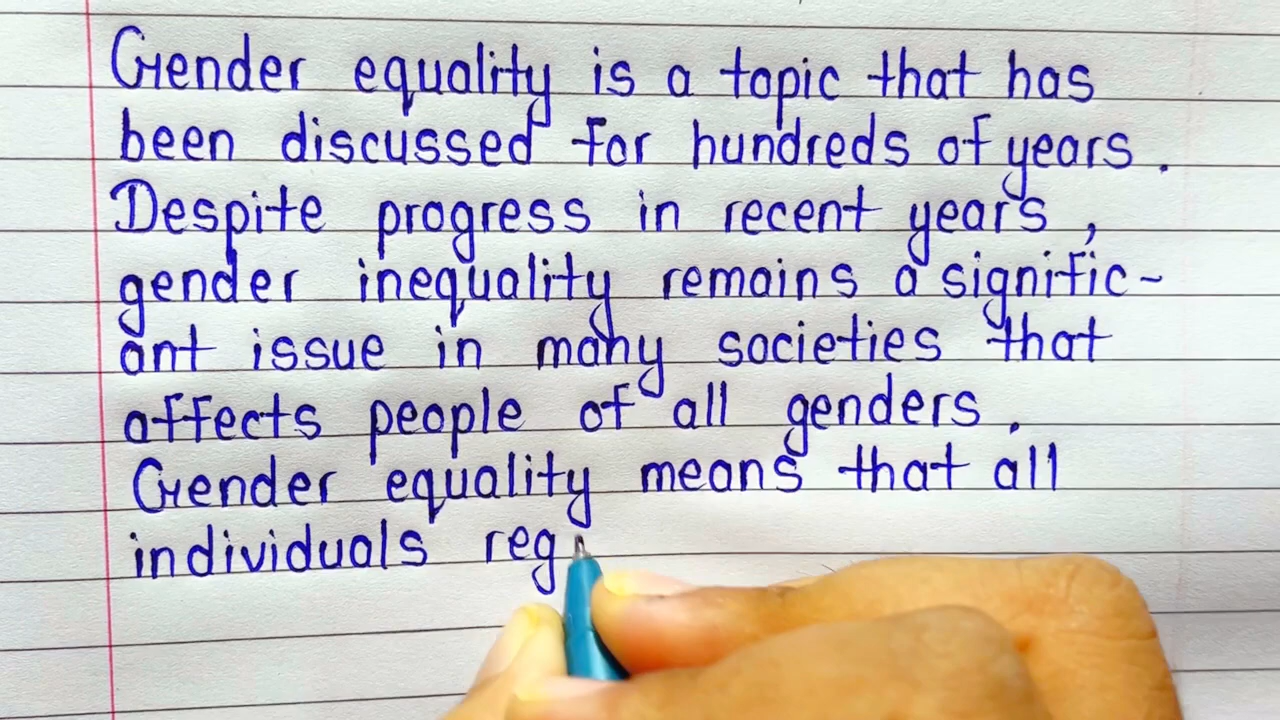 Gender equality is a topic that has
been discussed for hundreds of years.
Despite progress in recent years,
gender inequality remains a signific-
ant issue in many societies that
affects people of all genders.
Gender equality means that all
individuals reg